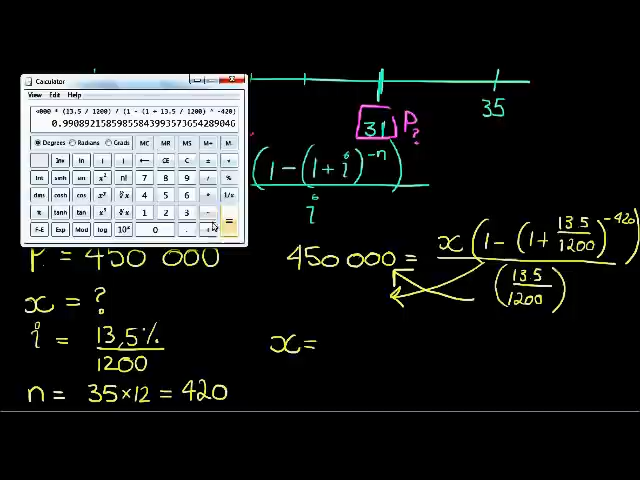 Calculator
View Edit Help
4000 * (13.5 / 1200) / (1 - (1 + 13.5 / 1200) ^ -420)
0.990892158598558439935736544289046
Degrees Radians Grads MC MR MS M+ M-
Inv ln ( ) ← CE C ± √
Int sinh sin x² n! 7 8 9 / %
dms cosh cos xʸ ʸ√x 4 5 6 * 1/x
π tanh tan x³ ³√x 1 2 3 - =
F-E Exp Mod log 10ˣ 0 . +
31 P?
35
(1 − (1 + i)⁻ⁿ)
i
P = 450 000
450 000 = x(1 − (1 + 13.5/1200)⁻⁴²⁰)
(13.5/1200)
x = ?
i = 13,5%/1200
x =
n = 35×12 = 420